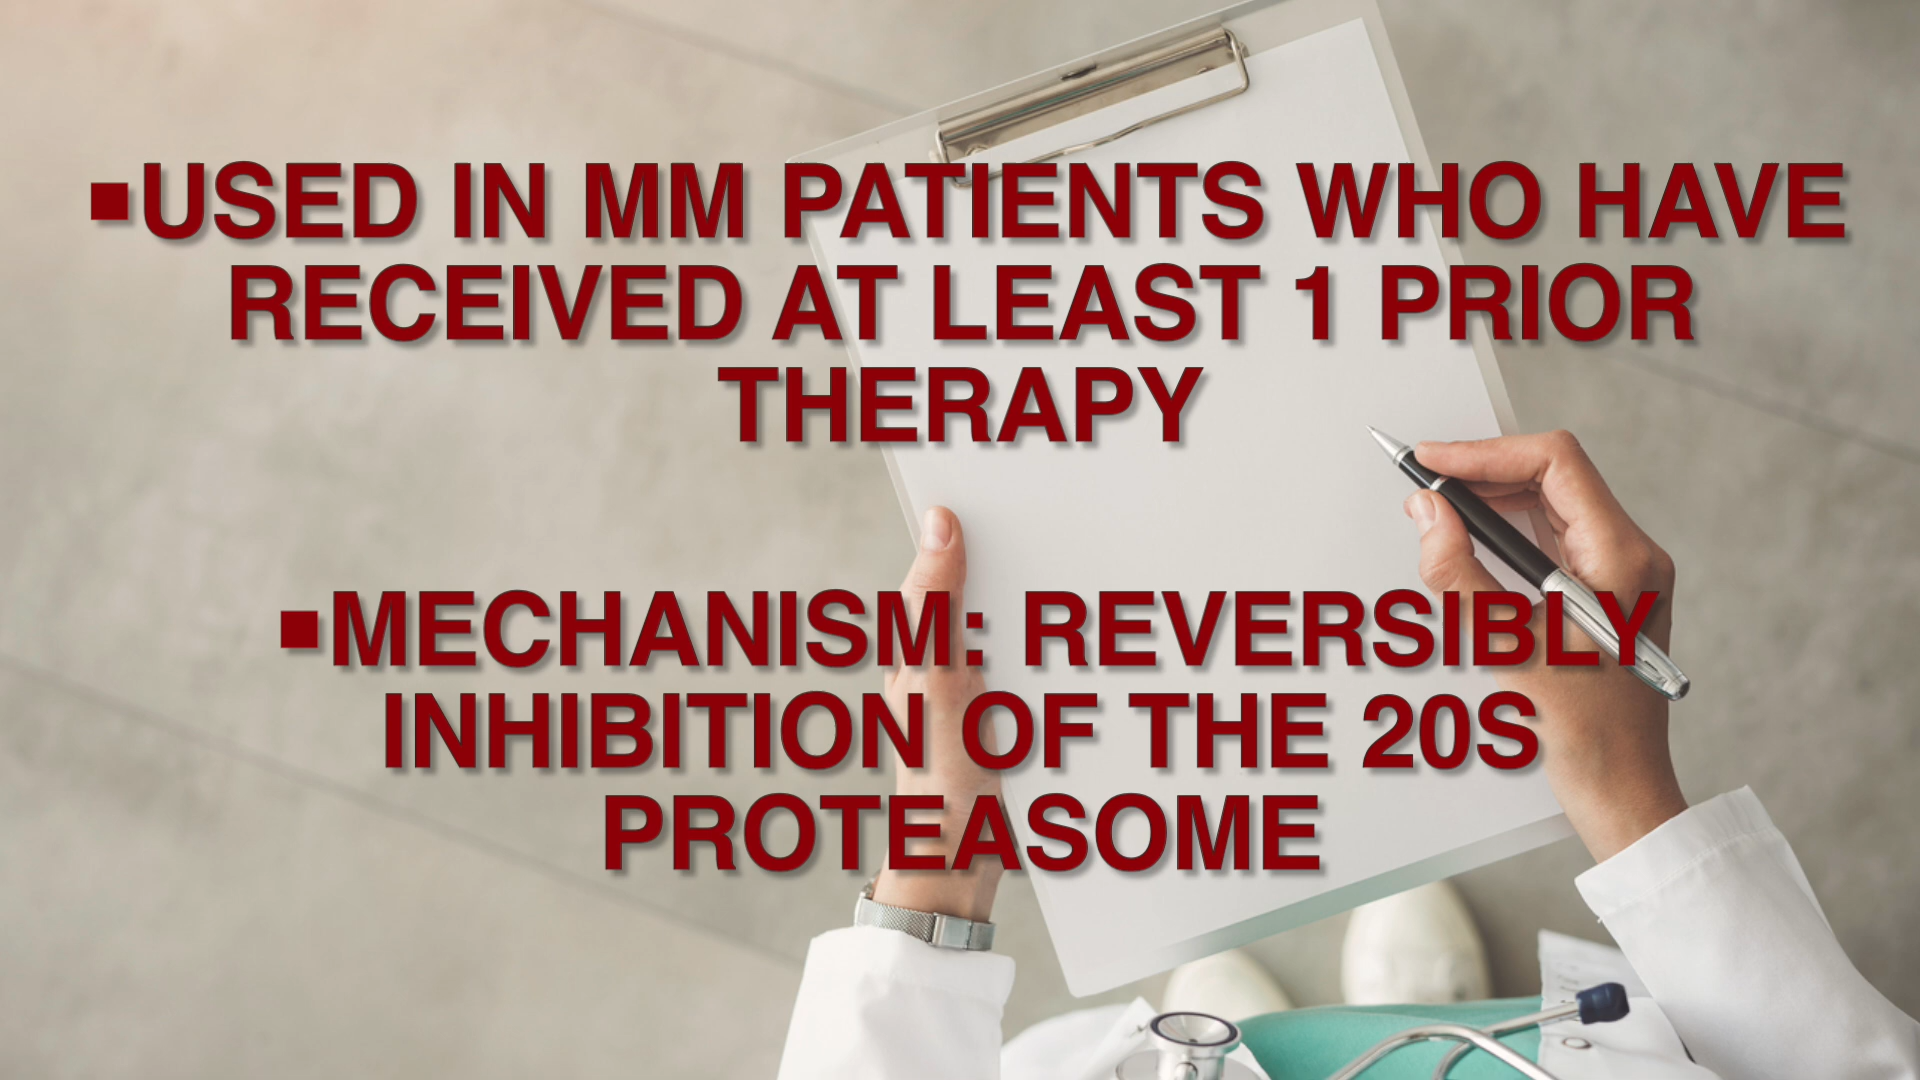 ▪USED IN MM PATIENTS WHO HAVE
RECEIVED AT LEAST 1 PRIOR
THERAPY
▪MECHANISM: REVERSIBLY
INHIBITION OF THE 20S
PROTEASOME